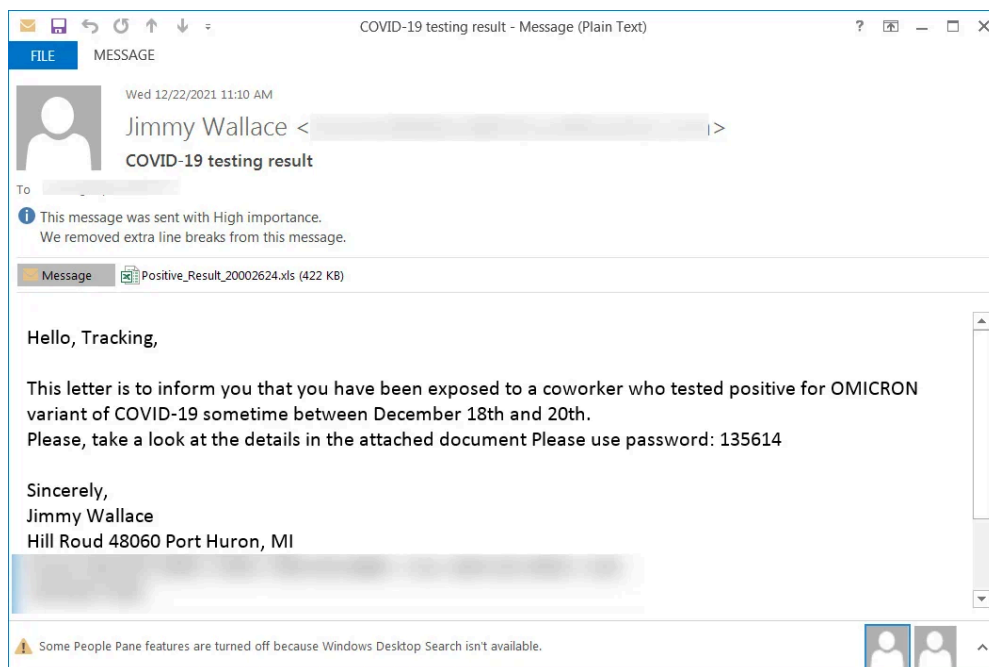 COVID-19 testing result - Message (Plain Text)
FILE MESSAGE
Wed 12/22/2021 11:10 AM
Jimmy Wallace < >
COVID-19 testing result
To
This message was sent with High importance.
We removed extra line breaks from this message.
Message Positive_Result_20002624.xls (422 KB)
Hello, Tracking,
This letter is to inform you that you have been exposed to a coworker who tested positive for OMICRON
variant of COVID-19 sometime between December 18th and 20th.
Please, take a look at the details in the attached document Please use password: 135614
Sincerely,
Jimmy Wallace
Hill Roud 48060 Port Huron, MI
Some People Pane features are turned off because Windows Desktop Search isn't available.